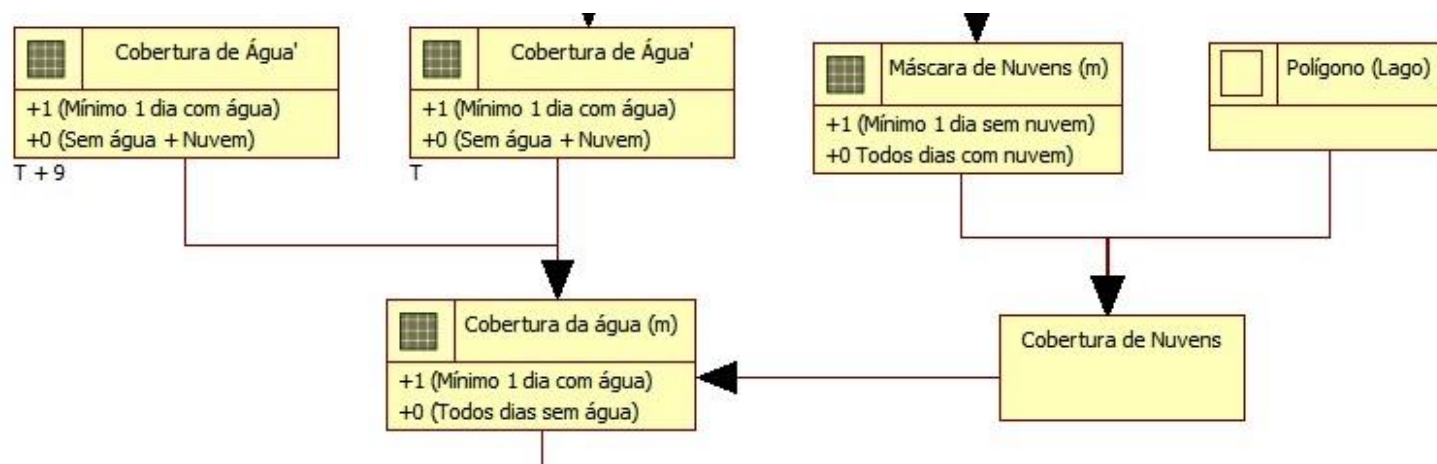 Cobertura de Água'
+1 (Mínimo 1 dia com água)
+0 (Sem água + Nuvem)
T + 9
Cobertura de Água'
+1 (Mínimo 1 dia com água)
+0 (Sem água + Nuvem)
T
Máscara de Nuvens (m)
+1 (Mínimo 1 dia sem nuvem)
+0 Todos dias com nuvem)
Polígono (Lago)
Cobertura da água (m)
+1 (Mínimo 1 dia com água)
+0 (Todos dias sem água)
Cobertura de Nuvens